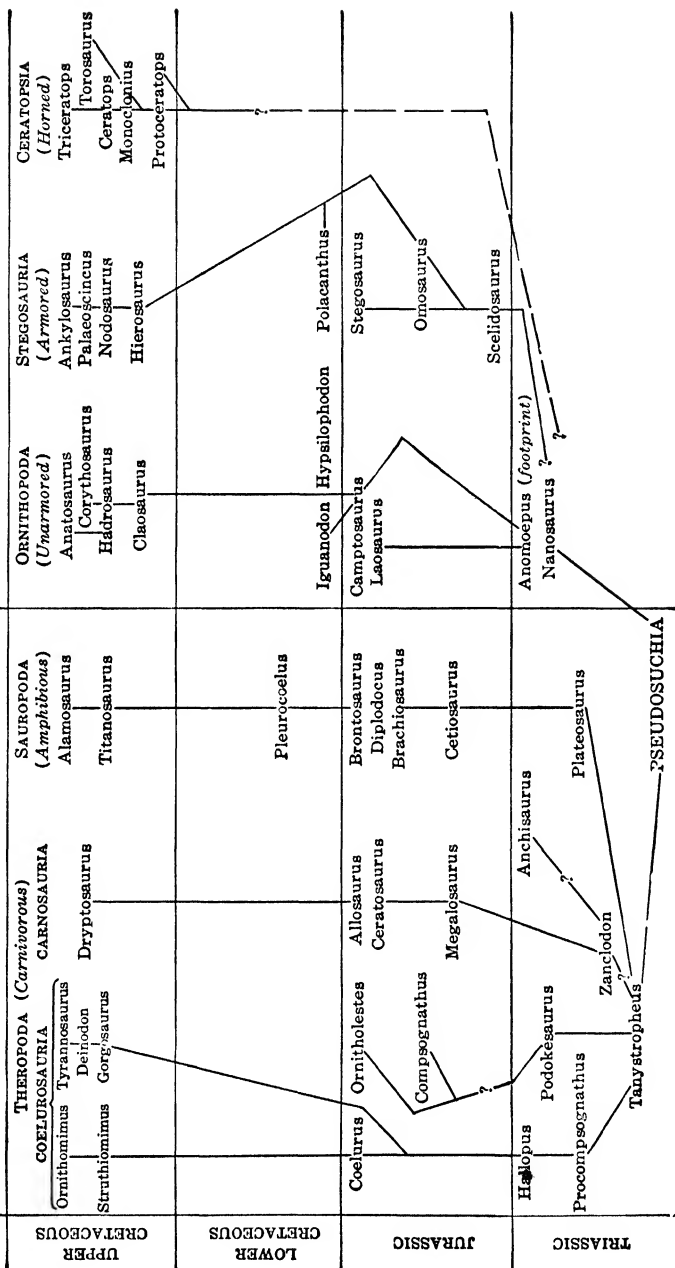 THEROPODA (Carnivorous)
COELUROSAURIA
CARNOSAURIA
SAUROPODA
(Amphibious)
ORNITHOPODA
(Unarmored)
STEGOSAURIA
(Armored)
CERATOPSIA
(Horned)
UPPER
CRETACEOUS
Ornithomimus
Struthiomimus
Tyrannosaurus
Deinodon
Gorgosaurus
Dryptosaurus
Alamosaurus
Titanosaurus
Anatosaurus
Corythosaurus
Hadrosaurus
Claosaurus
Ankylosaurus
Palaeoscincus
Nodosaurus
Hierosaurus
Triceratops
Torosaurus
Ceratops
Monoclonius
Protoceratops
LOWER
CRETACEOUS
Pleurocoelus
Iguanodon Hypsilophodon
Polacanthus
?
JURASSIC
Coelurus
Ornitholestes
Compsognathus
?
Allosaurus
Ceratosaurus
Megalosaurus
Brontosaurus
Diplodocus
Brachiosaurus
Cetiosaurus
Camptosaurus
Laosaurus
Stegosaurus
Omosaurus
Scelidosaurus
TRIASSIC
Hallopus
Procompsognathus
Podokesaurus
Tanystropheus
Anchisaurus
?
Zanclodon
?
Plateosaurus
Anomoepus (footprint)
Nanosaurus
?
?
PSEUDOSUCHIA